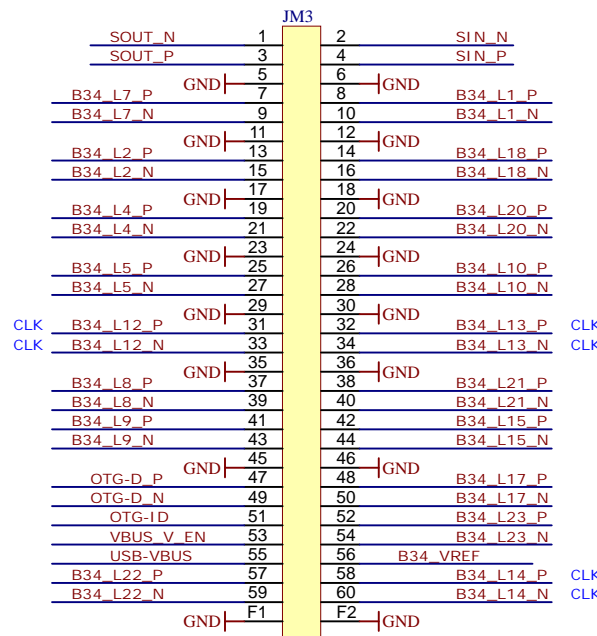 JM3
SOUT_N 1 2 SIN_N
SOUT_P 3 4 SIN_P
GND 5 6 GND
B34_L7_P 7 8 B34_L1_P
B34_L7_N 9 10 B34_L1_N
GND 11 12 GND
B34_L2_P 13 14 B34_L18_P
B34_L2_N 15 16 B34_L18_N
GND 17 18 GND
B34_L4_P 19 20 B34_L20_P
B34_L4_N 21 22 B34_L20_N
GND 23 24 GND
B34_L5_P 25 26 B34_L10_P
B34_L5_N 27 28 B34_L10_N
GND 29 30 GND
CLK B34_L12_P 31 32 B34_L13_P CLK
CLK B34_L12_N 33 34 B34_L13_N CLK
GND 35 36 GND
B34_L8_P 37 38 B34_L21_P
B34_L8_N 39 40 B34_L21_N
B34_L9_P 41 42 B34_L15_P
B34_L9_N 43 44 B34_L15_N
GND 45 46 GND
OTG-D_P 47 48 B34_L17_P
OTG-D_N 49 50 B34_L17_N
OTG-ID 51 52 B34_L23_P
VBUS_V_EN 53 54 B34_L23_N
USB-VBUS 55 56 B34_VREF
B34_L22_P 57 58 B34_L14_P CLK
B34_L22_N 59 60 B34_L14_N CLK
GND F1 F2 GND